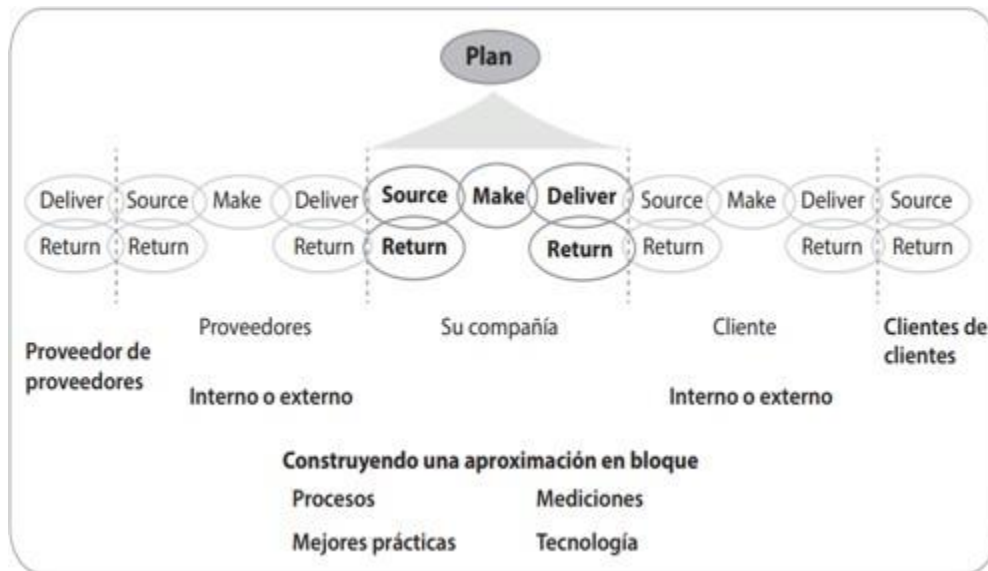 Plan
Deliver Source Make Deliver Source Make Deliver Source Make Deliver Source
Return Return Return Return Return Return Return Return
Proveedor de
proveedores
Proveedores
Su compañía
Cliente
Clientes de
clientes
Interno o externo
Interno o externo
Construyendo una aproximación en bloque
Procesos Mediciones
Mejores prácticas Tecnología